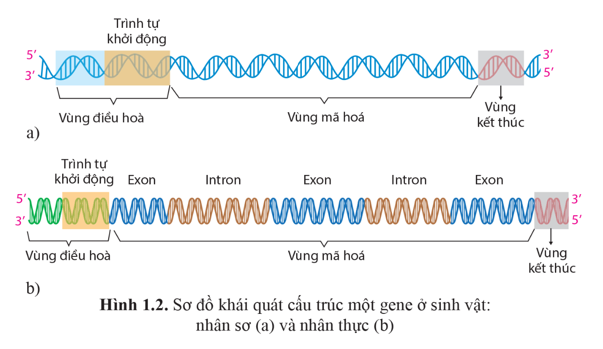 Trình tự
khởi động
5′ 3′
3′ 5′
Vùng điều hoà
Vùng mã hoá
Vùng
kết thúc
a)
Trình tự
khởi động Exon Intron Exon Intron Exon
5′ 3′
3′ 5′
Vùng điều hoà
Vùng mã hoá
Vùng
kết thúc
b)
Hình 1.2. Sơ đồ khái quát cấu trúc một gene ở sinh vật:
nhân sơ (a) và nhân thực (b)